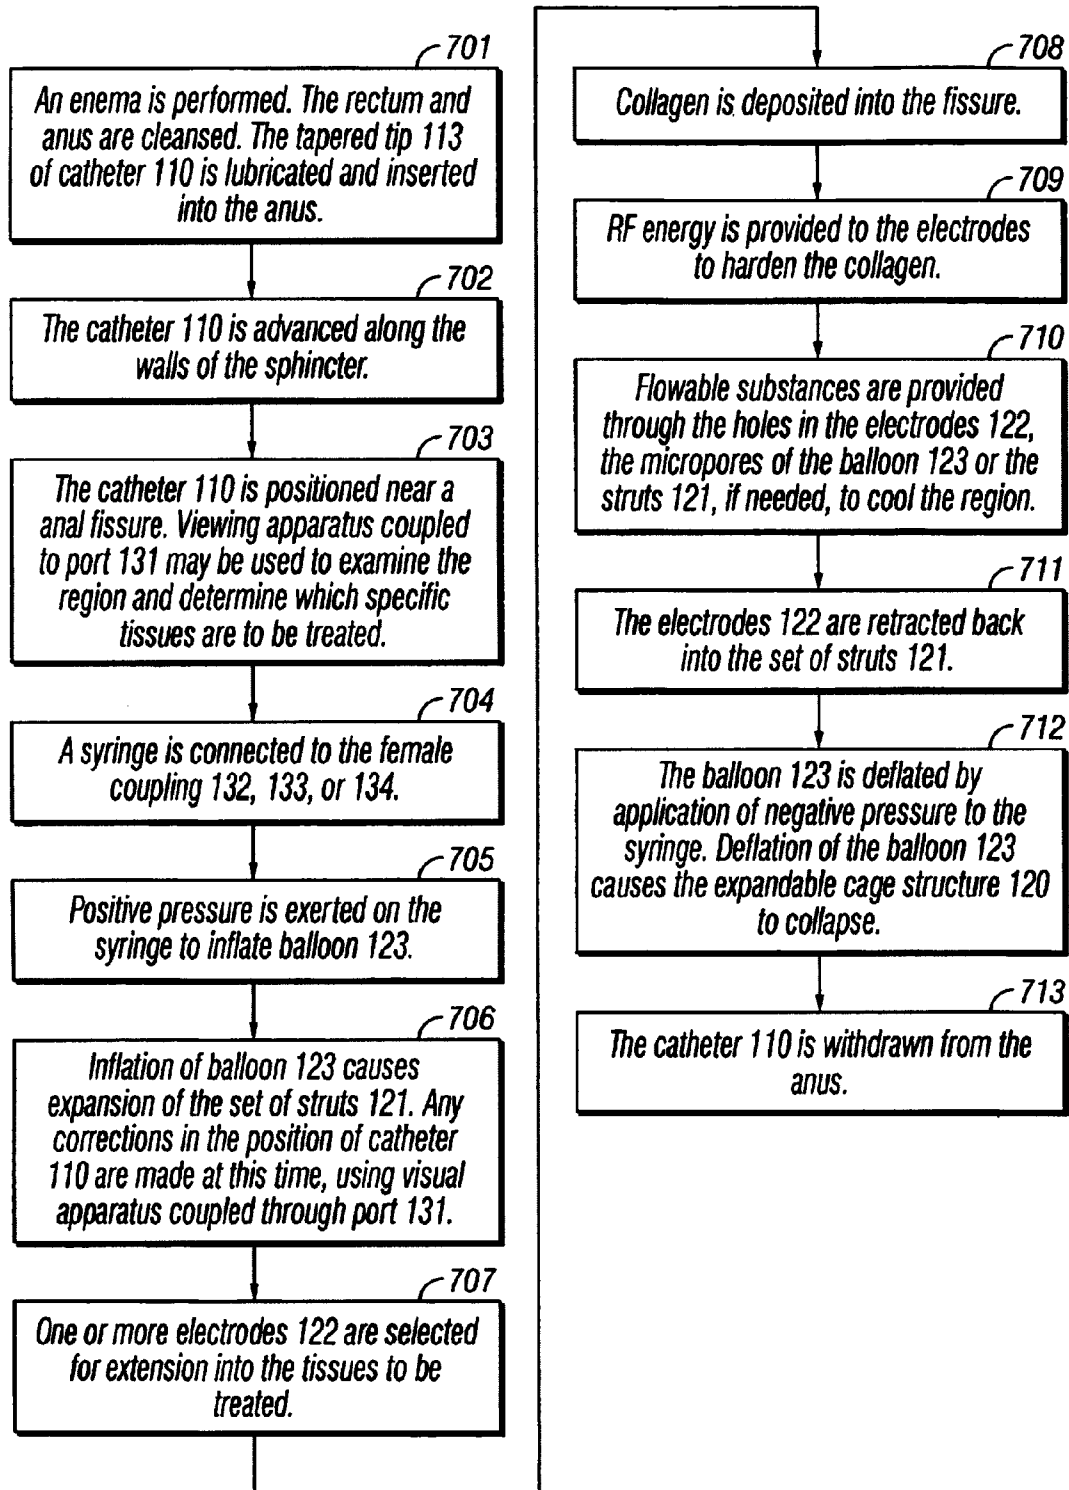 701
An enema is performed. The rectum and
anus are cleansed. The tapered tip 113
of catheter 110 is lubricated and inserted
into the anus.
702
The catheter 110 is advanced along the
walls of the sphincter.
703
The catheter 110 is positioned near a
anal fissure. Viewing apparatus coupled
to port 131 may be used to examine the
region and determine which specific
tissues are to be treated.
704
A syringe is connected to the female
coupling 132, 133, or 134.
705
Positive pressure is exerted on the
syringe to inflate balloon 123.
706
Inflation of balloon 123 causes
expansion of the set of struts 121. Any
corrections in the position of catheter
110 are made at this time, using visual
apparatus coupled through port 131.
707
One or more electrodes 122 are selected
for extension into the tissues to be
treated.
708
Collagen is deposited into the fissure.
709
RF energy is provided to the electrodes
to harden the collagen.
710
Flowable substances are provided
through the holes in the electrodes 122,
the micropores of the balloon 123 or the
struts 121, if needed, to cool the region.
711
The electrodes 122 are retracted back
into the set of struts 121.
712
The balloon 123 is deflated by
application of negative pressure to the
syringe. Deflation of the balloon 123
causes the expandable cage structure 120
to collapse.
713
The catheter 110 is withdrawn from the
anus.